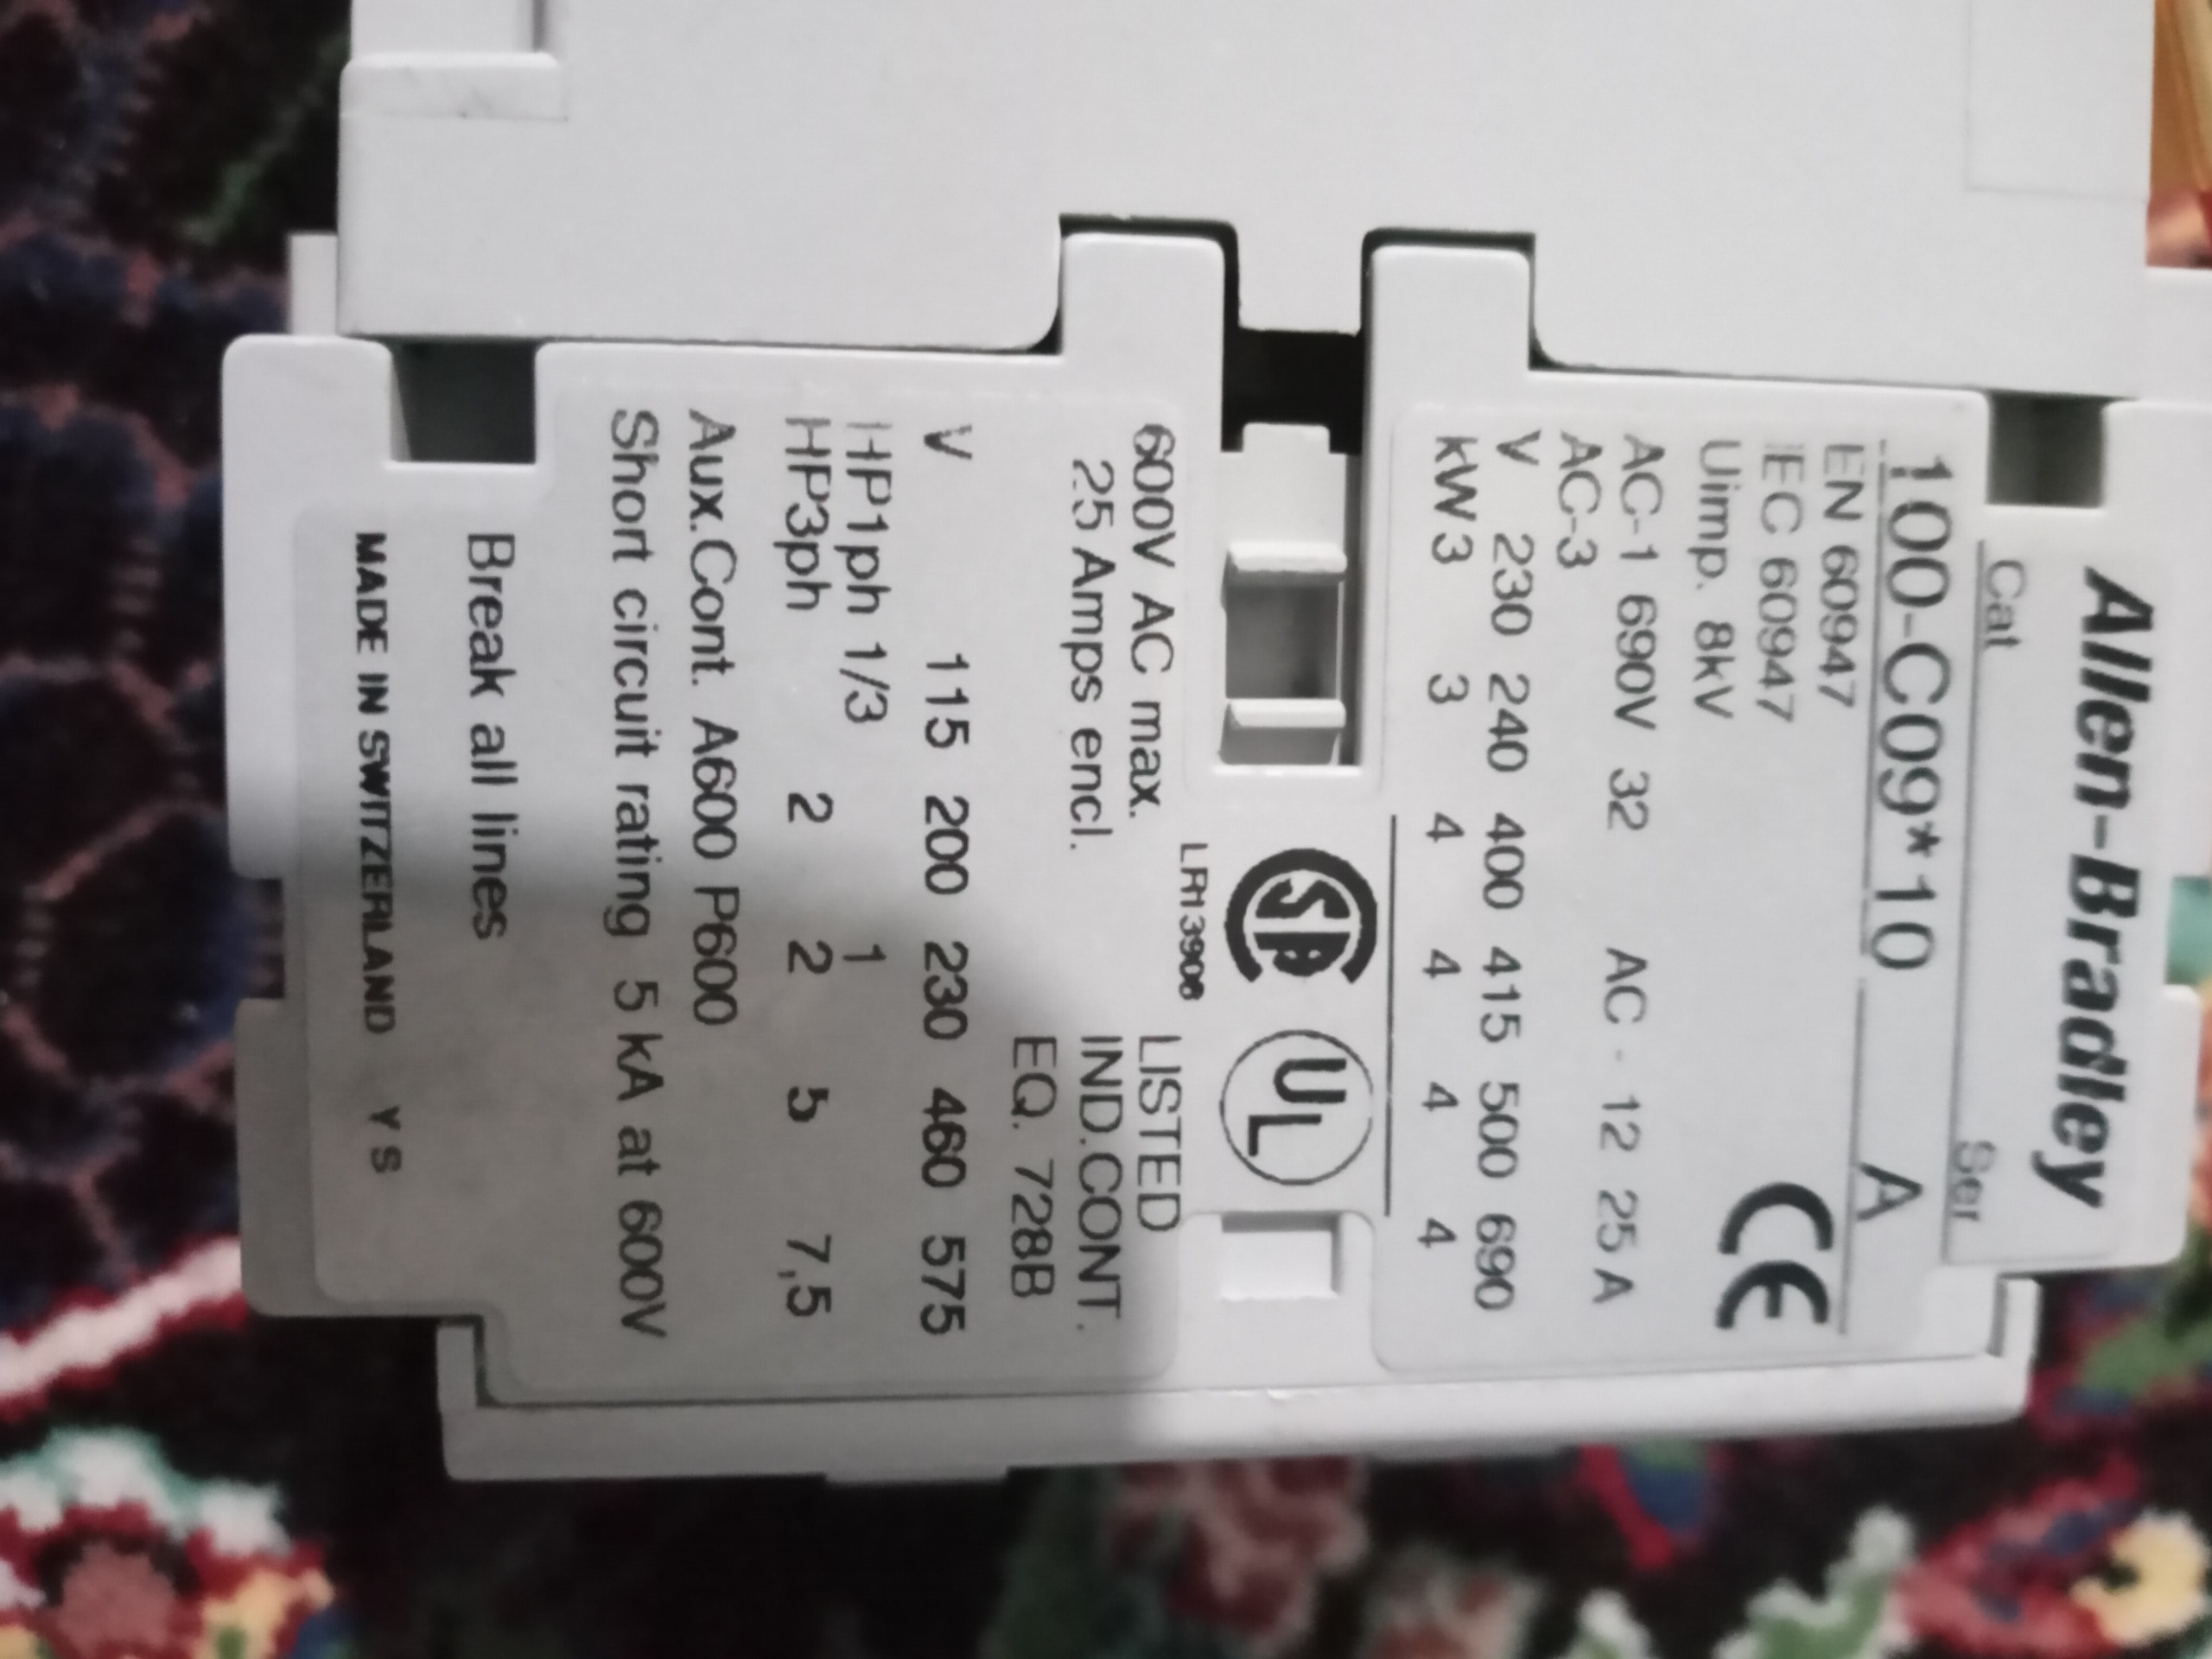 Allen-Bradley
Cat Ser
100-C09*10 A
EN 60947
IEC 60947
Uimp. 8kV
CE
AC-1 690V 32 AC - 12 25 A
AC-3
V 230 240 400 415 500 690
kW 3 3 4 4 4 4
SA
UL
LR13908
600V AC max. LISTED
25 Amps encl. IND.CONT.
EQ. 728B
V 115 200 230 460 575
HP1ph 1/3 1
HP3ph 2 2 5 7,5
Aux.Cont. A600 P600
Short circuit rating 5 kA at 600V
Break all lines
MADE IN SWITZERLAND Y S